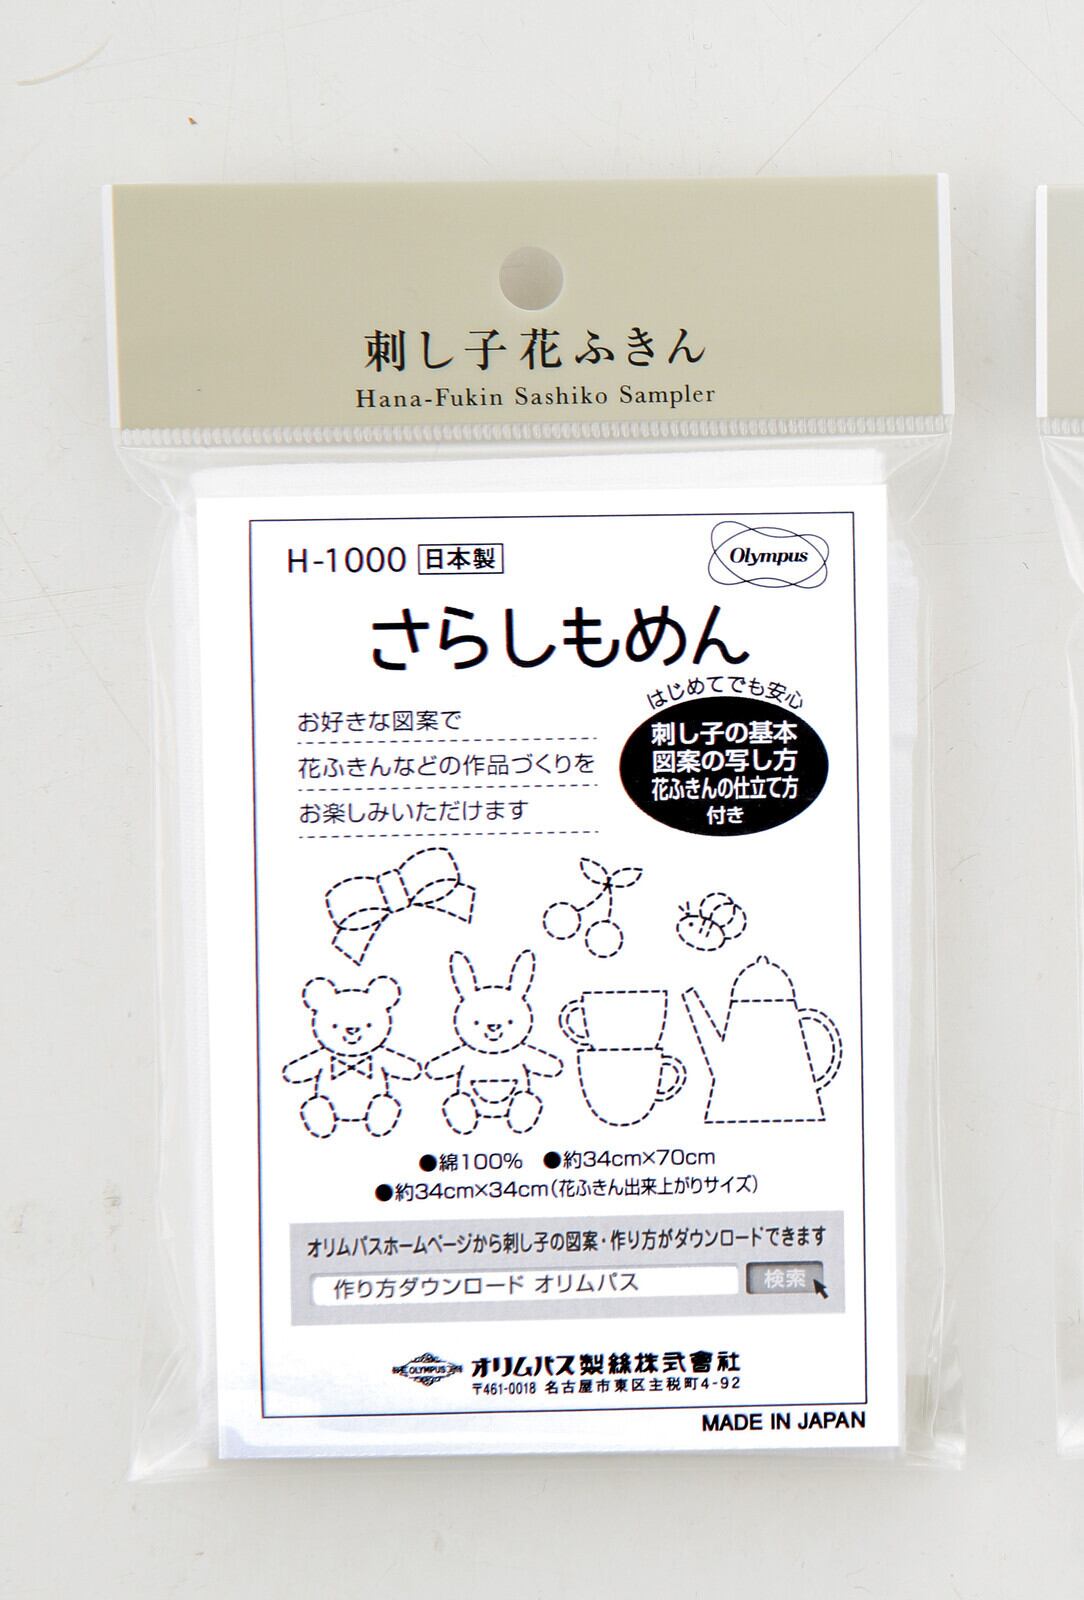 刺し子花ふきん
Hana-Fukin Sashiko Sampler
H-1000 日本製
Olympus
さらしもめん
はじめてでも安心
刺し子の基本
図案の写し方
花ふきんの仕立て方
付き
お好きな図案で
花ふきんなどの作品づくりを
お楽しみいただけます
●綿100% ●約34cm×70cm
●約34cm×34cm(花ふきん出来上がりサイズ)
オリムパスホームページから刺し子の図案・作り方がダウンロードできます
作り方ダウンロード オリムパス 検索
OLYMPUS オリムパス製絲株式會社
〒461-0018 名古屋市東区主税町4-92
MADE IN JAPAN